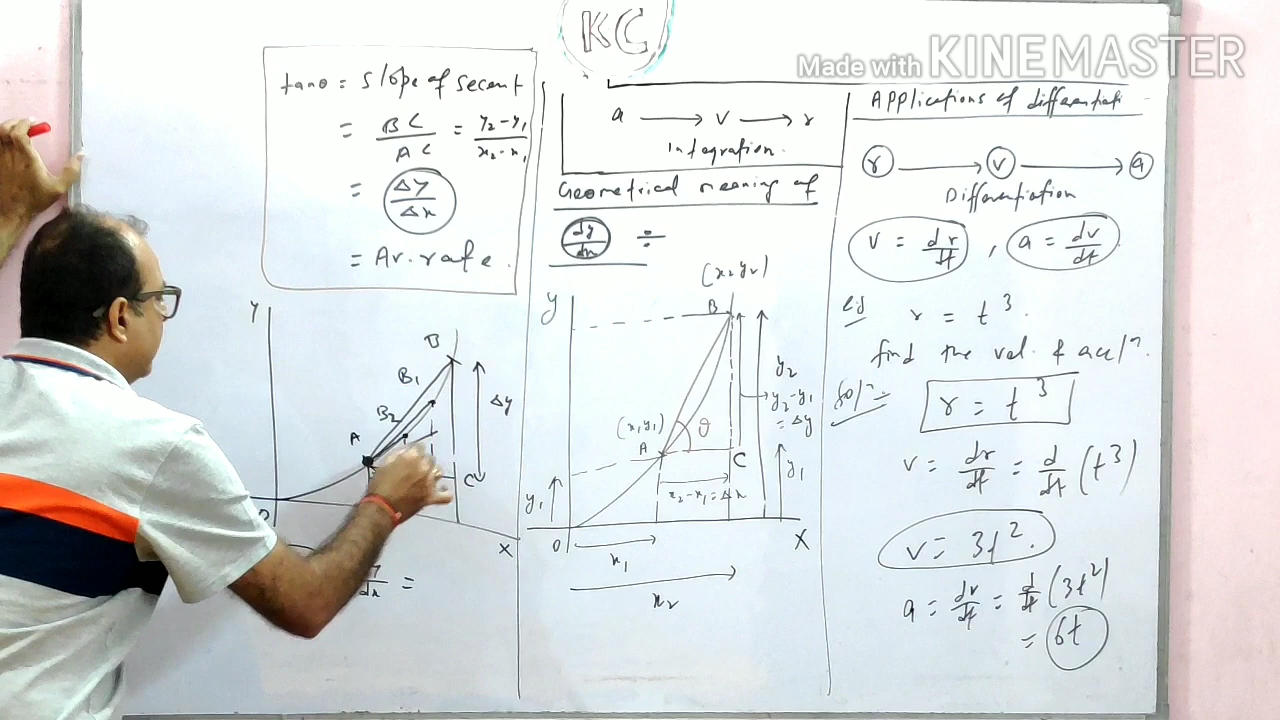 KC
Made with KINEMASTER
tanθ = slope of secant
= BC/AC = y₂-y₁/x₂-x₁
= Δy/Δx
= Av. rate.
Y
B
B₁
B₂
A
Δy
C
O
X
dx =
a → v → r
Integration.
Geometrical meaning of
dy/dx ÷
(x₂ y₂)
y
B
y₂
y₂-y₁
= Δy
(x₁ y₁)
A
θ
C
y₁
y₁
x₂-x₁ = Δx
O
X
x₁
x₂
Applications of differentiati
r → v → a
Differentiation
v = dr/dt , a = dv/dt
r = t³.
find the vel. & accl?.
Sol?:-
r = t³
v = dr/dt = d/dt (t³)
v = 3t².
a = dv/dt = d/dt (3t²)
= 6t